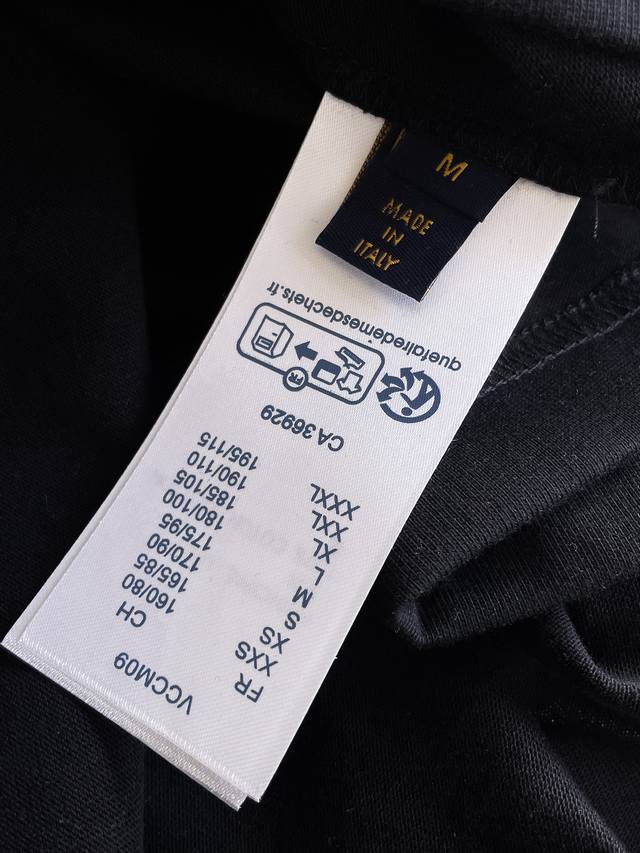 M
MADE
IN
ITALY
VCCM09
FR CH
XXS 160/80
XS 165/85
S 170/90
M 175/95
L 180/100
XL 185/105
XXL 190/110
XXXL 195/115
CA 36929
FR
quefairedemesdechets.fr